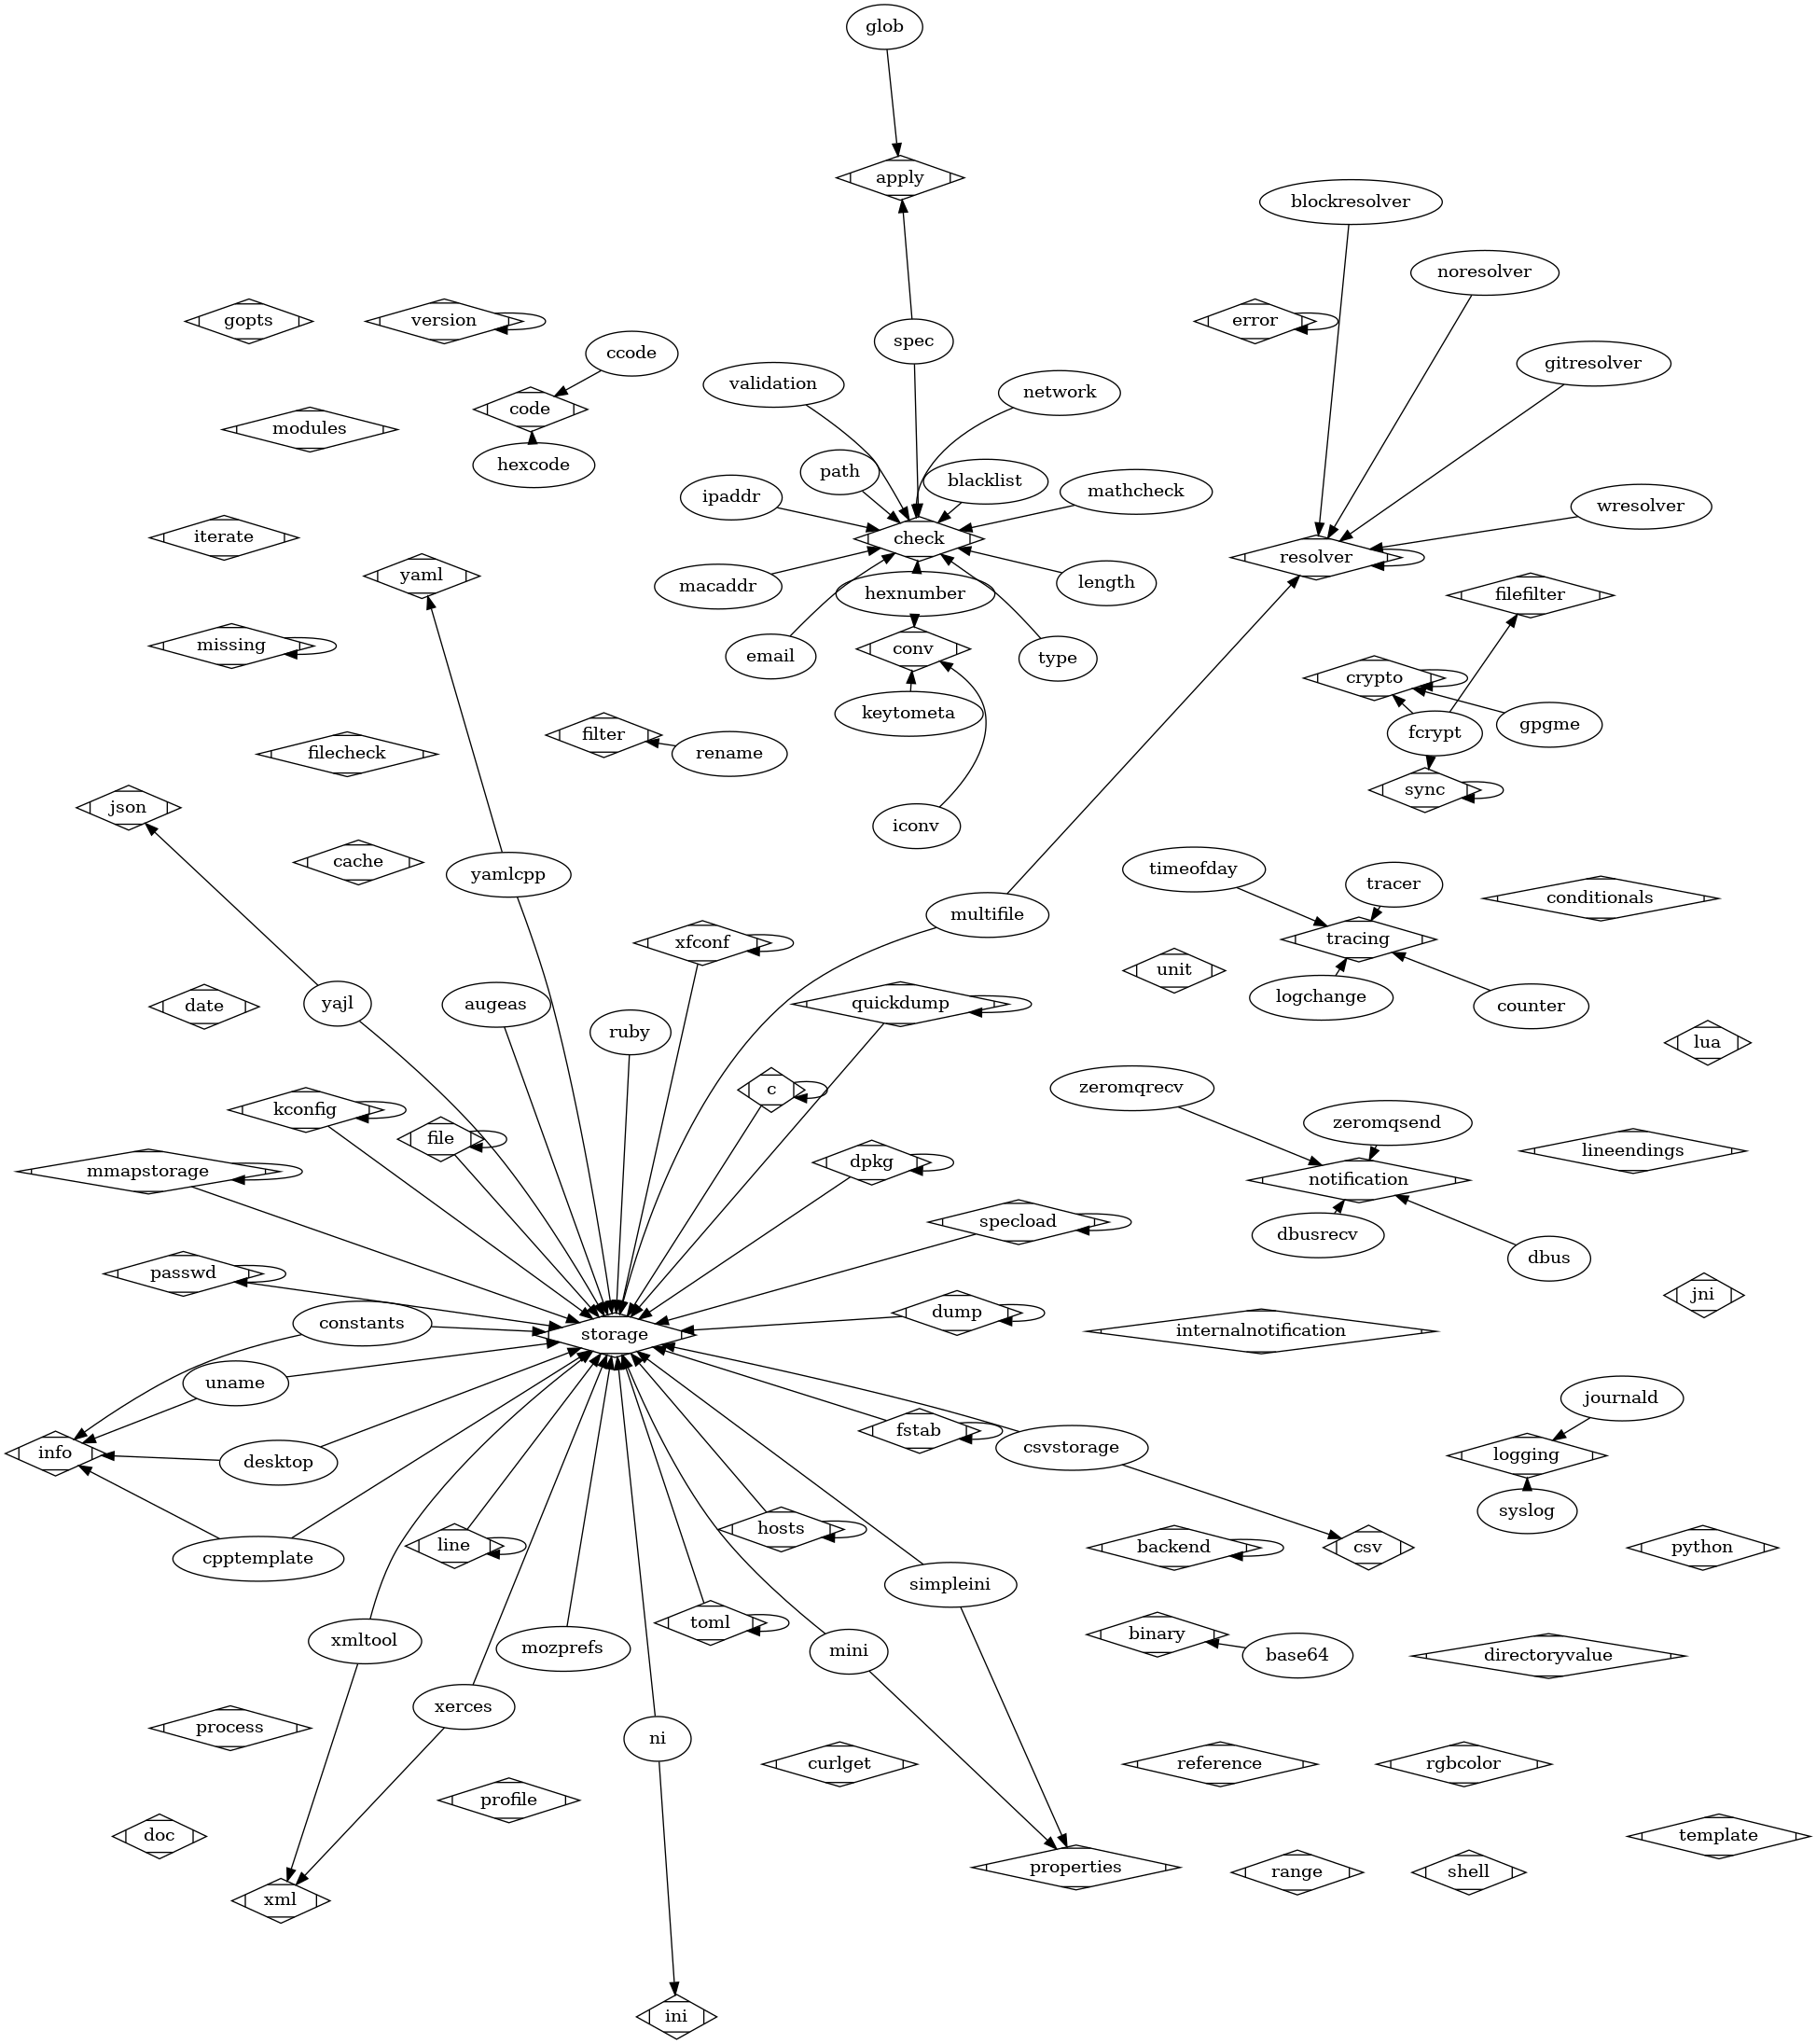 glob
apply
blockresolver
noresolver
gopts
version
error
spec
ccode
gitresolver
validation
network
code
modules
hexcode
path
blacklist
mathcheck
ipaddr
wresolver
iterate
check
resolver
yaml
macaddr
length
hexnumber
filefilter
missing
conv
email
type
crypto
keytometa
gpgme
fcrypt
filter
rename
filecheck
sync
json
iconv
cache
timeofday
yamlcpp
tracer
conditionals
multifile
tracing
xfconf
unit
logchange
yajl
augeas
quickdump
date
counter
ruby
lua
zeromqrecv
c
kconfig
zeromqsend
file
lineendings
dpkg
mmapstorage
notification
specload
dbusrecv
dbus
passwd
jni
dump
constants
internalnotification
storage
uname
journald
fstab
csvstorage
info
logging
desktop
syslog
hosts
line
backend
csv
python
cpptemplate
simpleini
toml
binary
xmltool
mozprefs
mini
base64
directoryvalue
xerces
process
ni
curlget
reference
rgbcolor
profile
doc
template
properties
range
shell
xml
ini